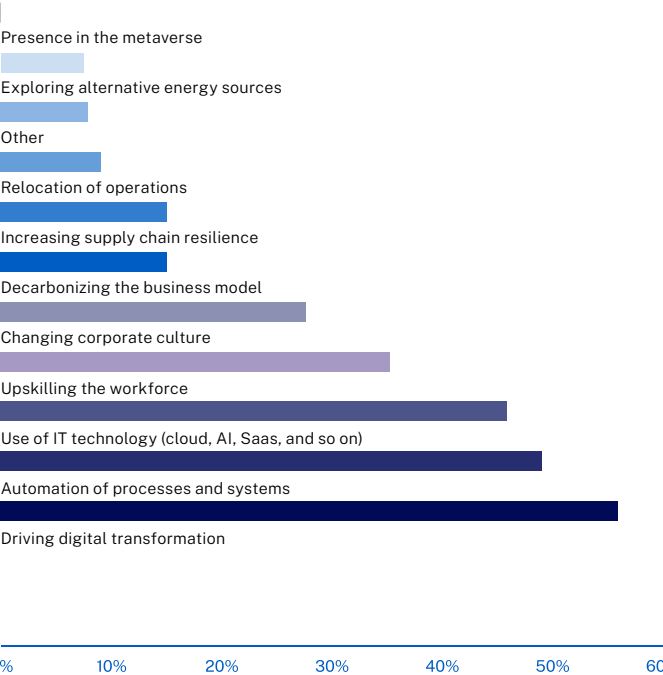 Presence in the metaverse
Exploring alternative energy sources
Other
Relocation of operations
Increasing supply chain resilience
Decarbonizing the business model
Changing corporate culture
Upskilling the workforce
Use of IT technology (cloud, AI, Saas, and so on)
Automation of processes and systems
Driving digital transformation
% 10% 20% 30% 40% 50% 60